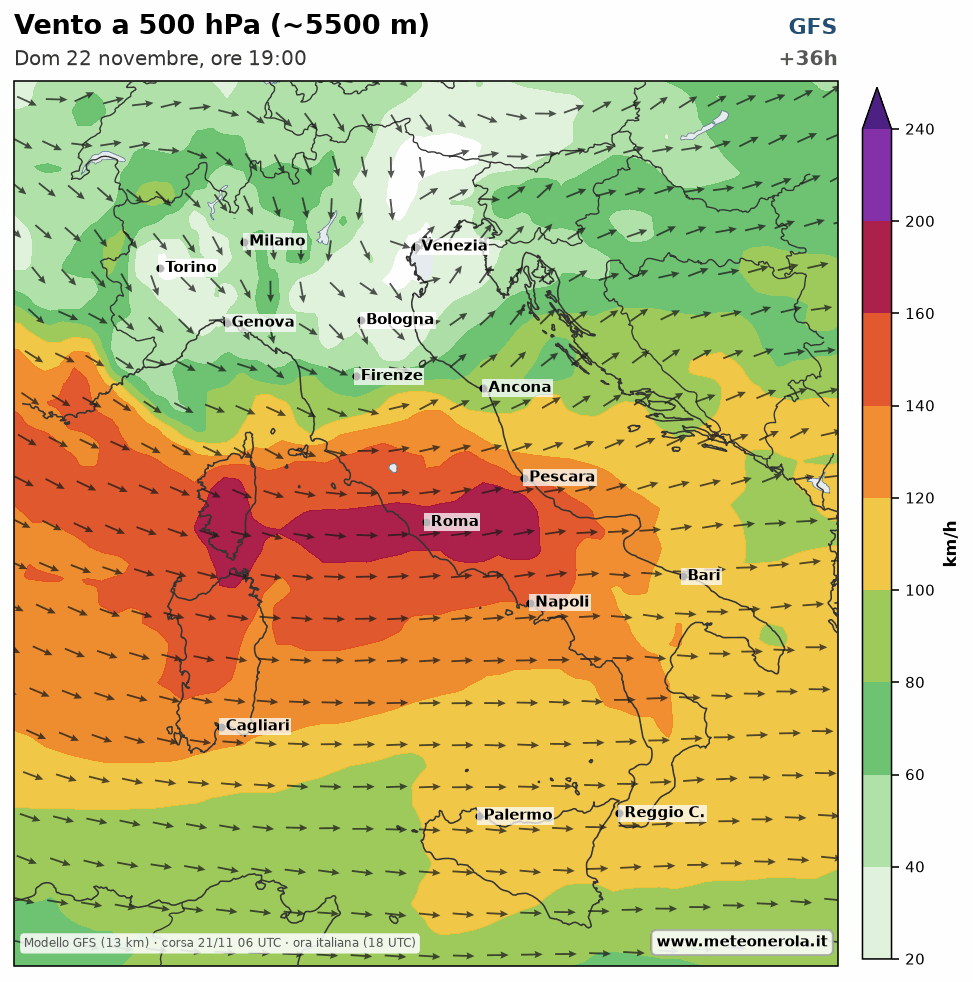 Vento a 500 hPa (~5500 m)
GFS
Dom 22 novembre, ore 19:00
+36h
Milano
Venezia
Torino
Genova
Bologna
Firenze
Ancona
Pescara
Roma
Bari
Napoli
Cagliari
Palermo
Reggio C.
240
200
160
140
120
100
80
60
40
20
km/h
Modello GFS (13 km) · corsa 21/11 06 UTC · ora italiana (18 UTC)
www.meteonerola.it